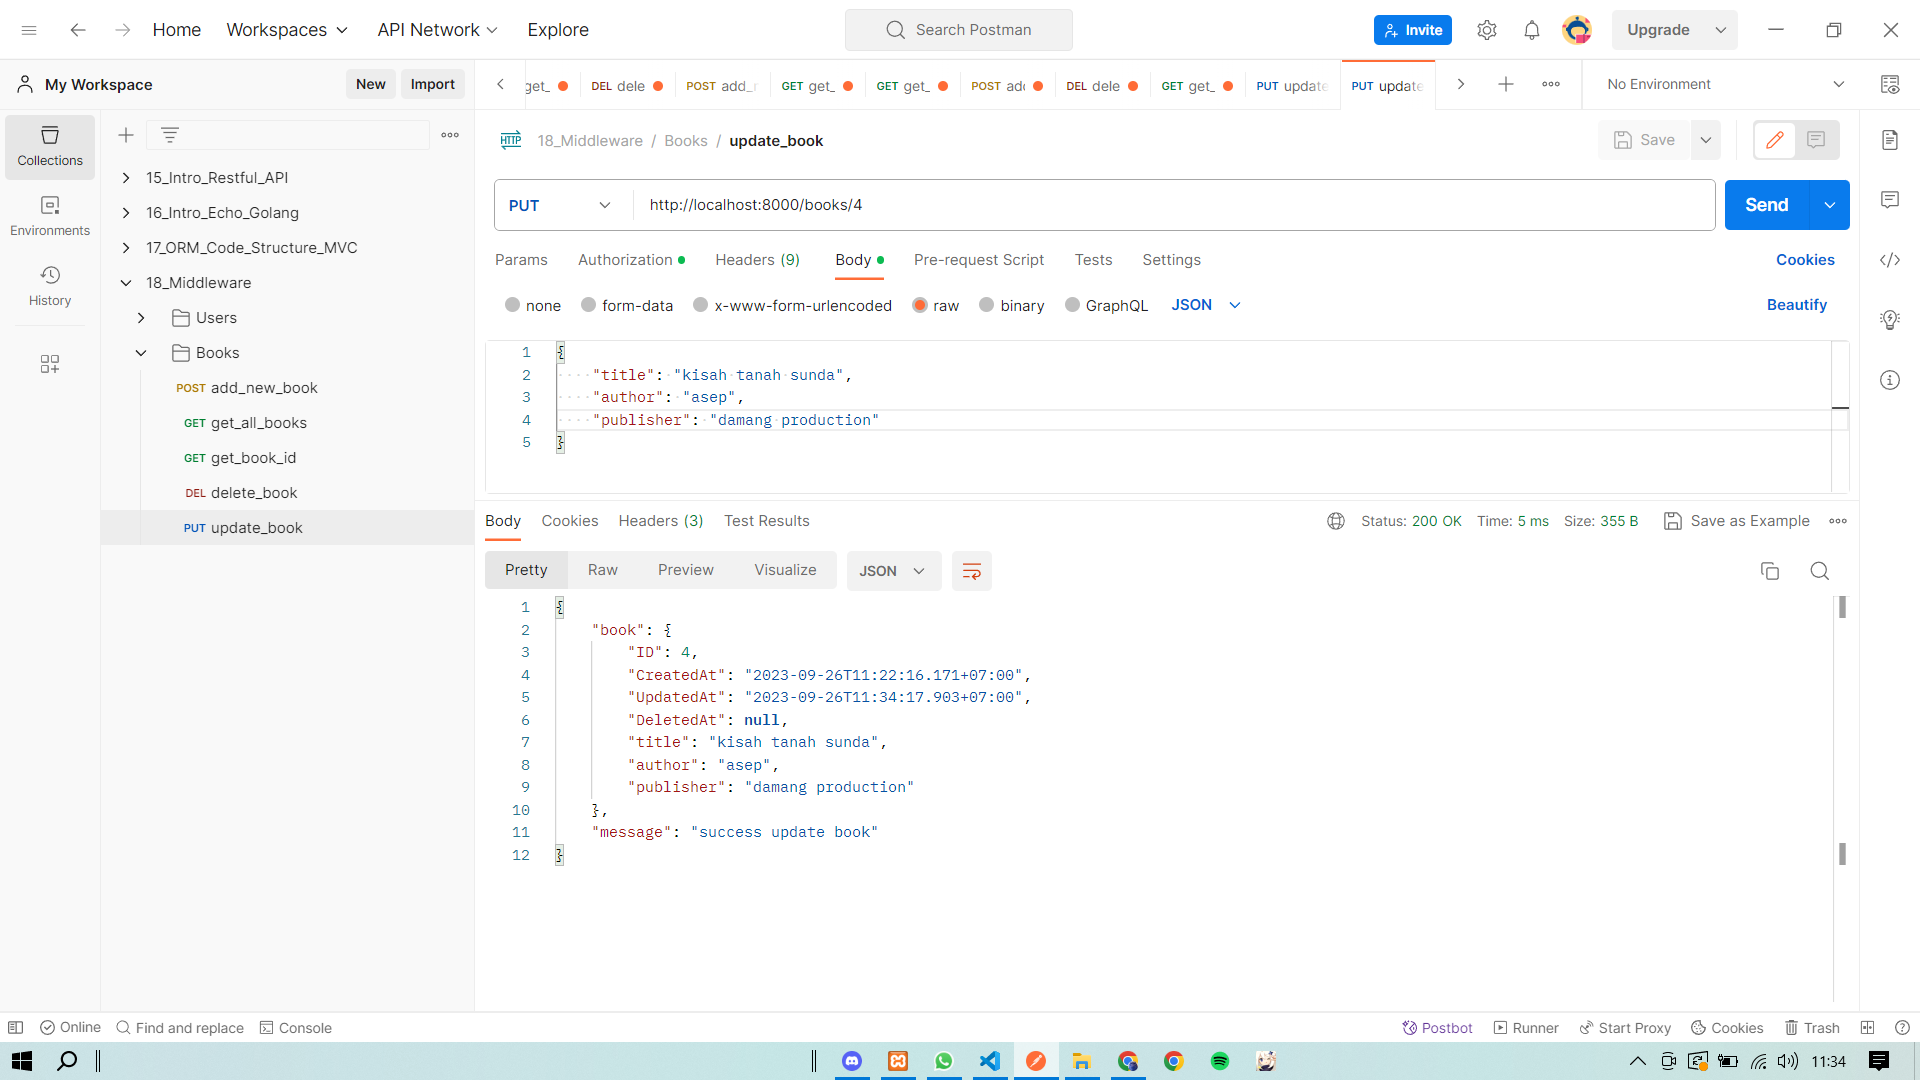 Home Workspaces API Network Explore Search Postman Invite Upgrade
My Workspace New Import
get_ DEL dele POST add_ GET get_ GET get_ POST DEL dele GET get_ PUT update PUT update No Environment
Collections
Environments
History
15_Intro_Restful_API
16_Intro_Echo_Golang
17_ORM_Code_Structure_MVC
18_Middleware
Users
Books
POST add_new_book
GET get_all_books
GET get_book_id
DEL delete_book
PUT update_book
HTTP 18_Middleware / Books / update_book Save
PUT http://localhost:8000/books/4 Send
Params Authorization Headers (9) Body Pre-request Script Tests Settings Cookies
none form-data x-www-form-urlencoded raw binary GraphQL JSON Beautify
1 {
2 ····"title":·"kisah·tanah·sunda",
3 ····"author":·"asep",
4 ····"publisher":·"damang·production"
5 }
Body Cookies Headers (3) Test Results Status: 200 OK Time: 5 ms Size: 355 B Save as Example
Pretty Raw Preview Visualize JSON
1 {
2 "book": {
3 "ID": 4,
4 "CreatedAt": "2023-09-26T11:22:16.171+07:00",
5 "UpdatedAt": "2023-09-26T11:34:17.903+07:00",
6 "DeletedAt": null,
7 "title": "kisah tanah sunda",
8 "author": "asep",
9 "publisher": "damang production"
10 },
11 "message": "success update book"
12 }
Online Find and replace Console Postbot Runner Start Proxy Cookies Trash
11:34